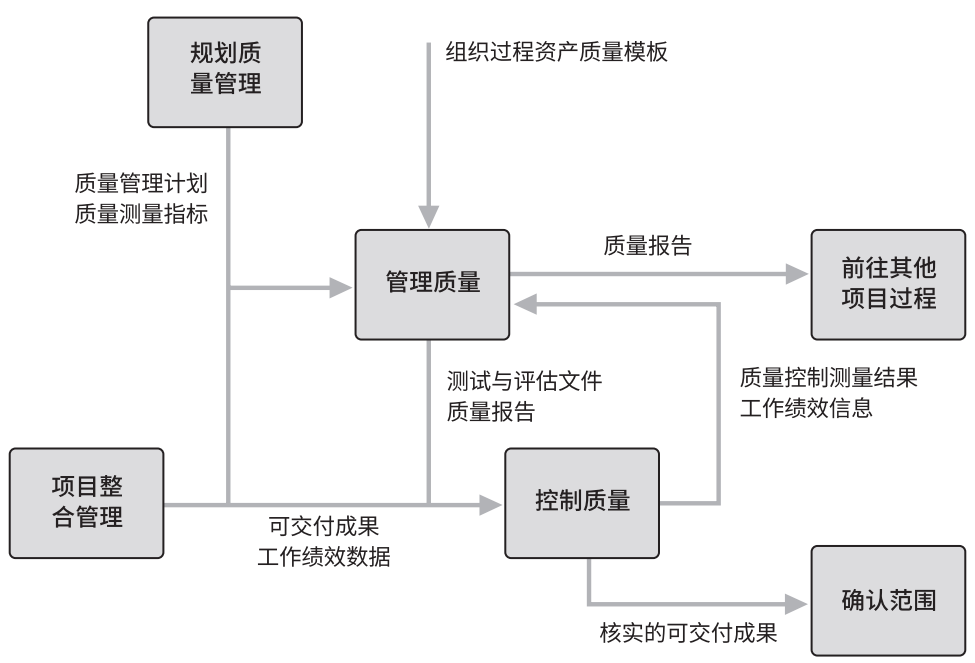 规划质
量管理
组织过程资产质量模板
质量管理计划
质量测量指标
管理质量
质量报告
前往其他
项目过程
测试与评估文件
质量报告
质量控制测量结果
工作绩效信息
项目整
合管理
可交付成果
工作绩效数据
控制质量
核实的可交付成果
确认范围